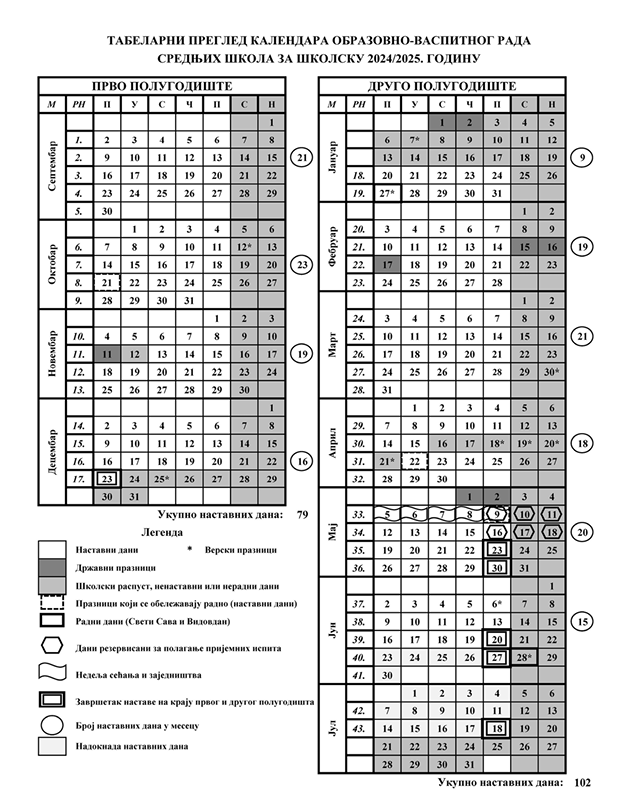 ТАБЕЛАРНИ ПРЕГЛЕД КАЛЕНДАРА ОБРАЗОВНО-ВАСПИТНОГ РАДА
СРЕДЊИХ ШКОЛА ЗА ШКОЛСКУ 2024/2025. ГОДИНУ
ПРВО ПОЛУГОДИШТЕ
М РН П У С Ч П С Н
Септембар
1
1. 2 3 4 5 6 7 8
2. 9 10 11 12 13 14 15 21
3. 16 17 18 19 20 21 22
4. 23 24 25 26 27 28 29
5. 30
Октобар
1 2 3 4 5 6
6. 7 8 9 10 11 12* 13
7. 14 15 16 17 18 19 20 23
8. 21 22 23 24 25 26 27
9. 28 29 30 31
Новембар
1 2 3
10. 4 5 6 7 8 9 10
11. 11 12 13 14 15 16 17 19
12. 18 19 20 21 22 23 24
13. 25 26 27 28 29 30
Децембар
1
14. 2 3 4 5 6 7 8
15. 9 10 11 12 13 14 15
16. 16 17 18 19 20 21 22 16
17. 23 24 25* 26 27 28 29
30 31
Укупно наставних дана: 79
Легенда
Наставни дани * Верски празници
Државни празници
Школски распуст, ненаставни или нерадни дани
Празници који се обележавају радно (наставни дани)
Радни дани (Свети Сава и Видовдан)
Дани резервисани за полагање пријемних испита
Недеља сећања и заједништва
Завршетак наставе на крају првог и другог полугодишта
Број наставних дана у месецу
Надокнада наставних дана
ДРУГО ПОЛУГОДИШТЕ
М РН П У С Ч П С Н
Јануар
1 2 3 4 5
6 7* 8 9 10 11 12
13 14 15 16 17 18 19 9
18. 20 21 22 23 24 25 26
19. 27* 28 29 30 31
Фебруар
1 2
20. 3 4 5 6 7 8 9
21. 10 11 12 13 14 15 16 19
22. 17 18 19 20 21 22 23
23. 24 25 26 27 28
Март
1 2
24. 3 4 5 6 7 8 9
25. 10 11 12 13 14 15 16 21
26. 17 18 19 20 21 22 23
27. 24 25 26 27 28 29 30*
28. 31
Април
1 2 3 4 5 6
29. 7 8 9 10 11 12 13
30. 14 15 16 17 18* 19* 20* 18
31. 21* 22 23 24 25 26 27
32. 28 29 30
Мај
1 2 3 4
33. 5 6 7 8 9 10 11
34. 12 13 14 15 16 17 18 20
35. 19 20 21 22 23 24 25
36. 26 27 28 29 30 31
Јун
1
37. 2 3 4 5 6* 7 8
38. 9 10 11 12 13 14 15 15
39. 16 17 18 19 20 21 22
40. 23 24 25 26 27 28* 29
41. 30
Јул
1 2 3 4 5 6
42. 7 8 9 10 11 12 13
43. 14 15 16 17 18 19 20
21 22 23 24 25 26 27
28 29 30 31
Укупно наставних дана: 102